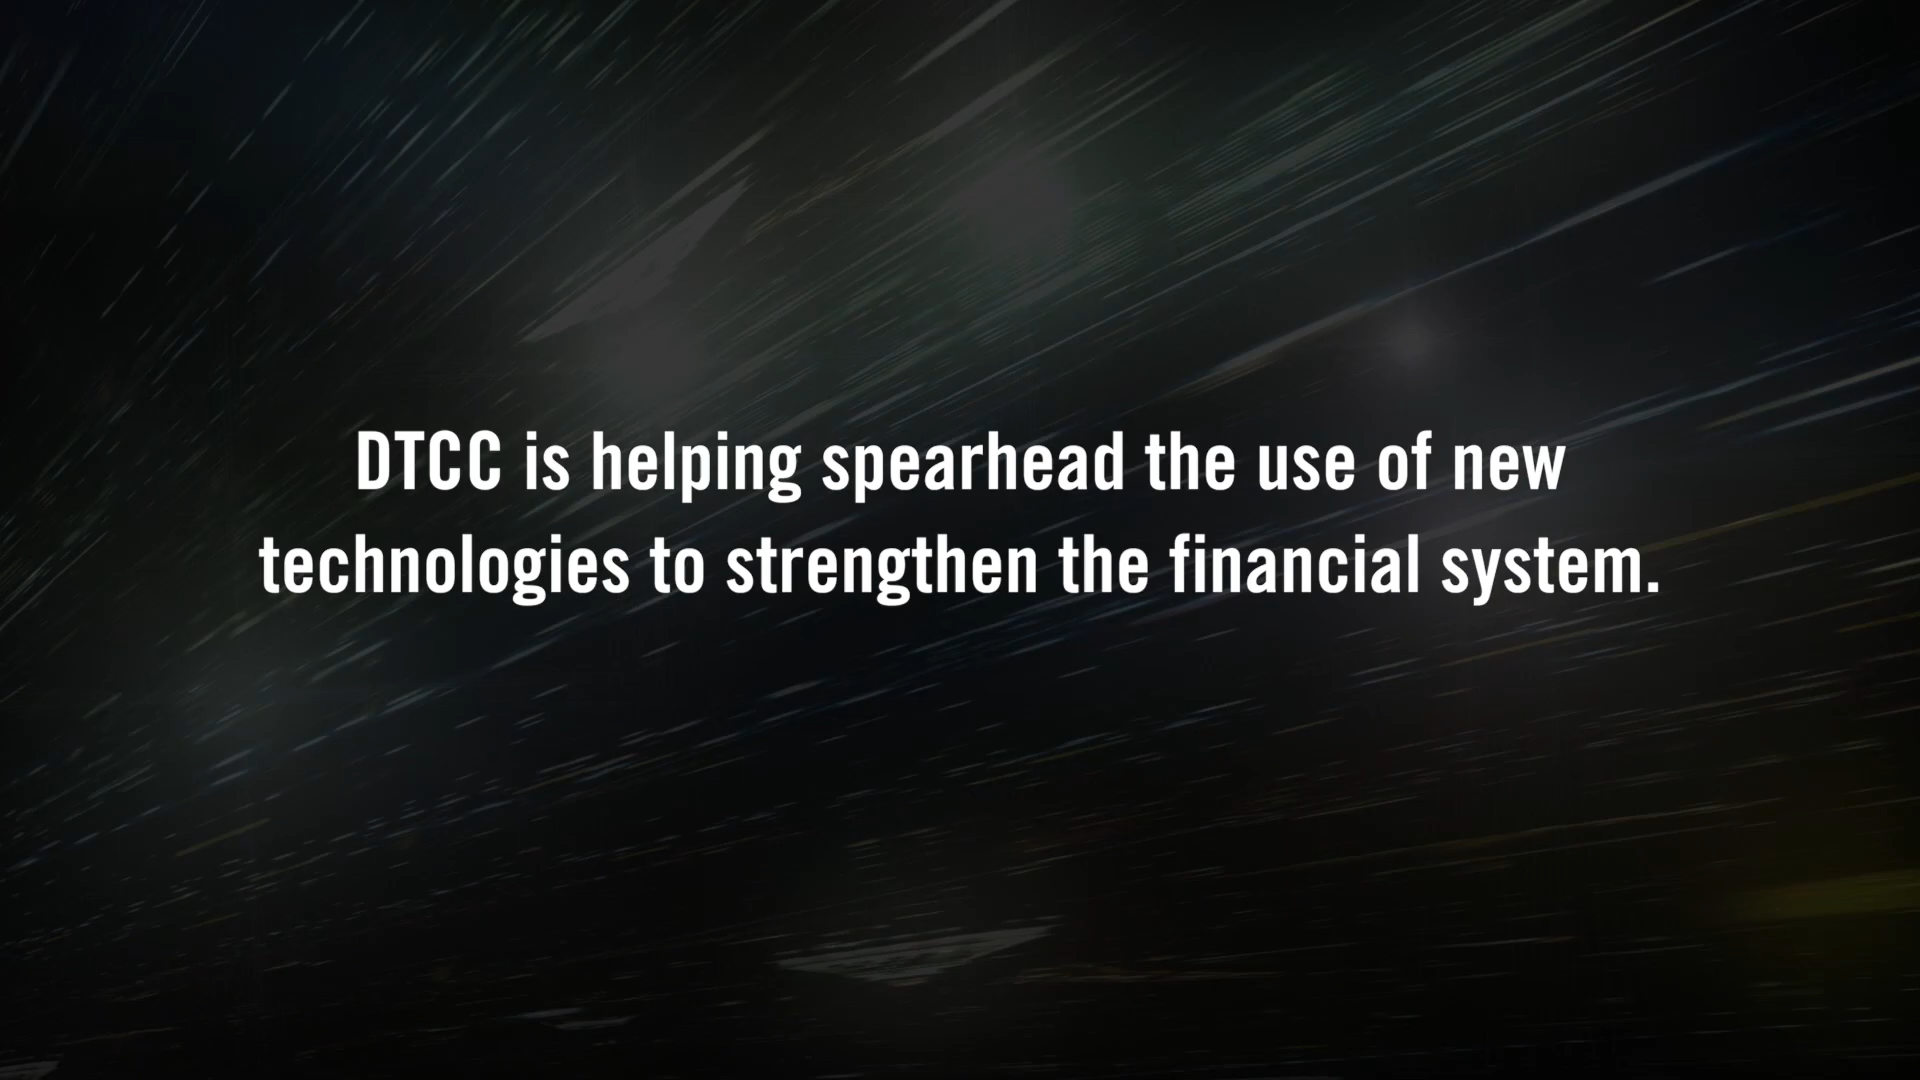 DTCC is helping spearhead the use of new
technologies to strengthen the financial system.